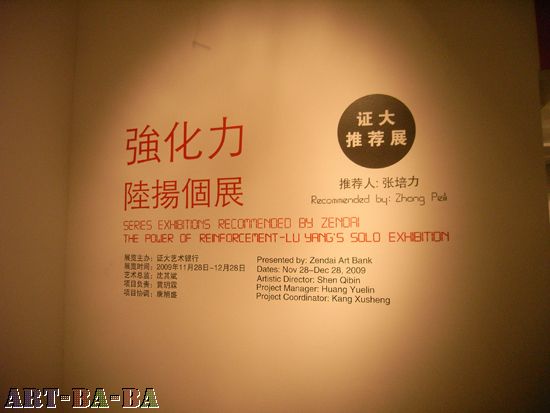 強化力
陸揚個展
证大
推荐展
推荐人: 张培力
Recommended by: Zhang Peili
SERIES EXHIBITIONS RECOMMENDED BY ZENDAI
THE POWER OF REINFORCEMENT-LU YANG'S SOLO EXHIBITION
展览主办: 证大艺术银行
展览时间: 2009年11月28日-12月28日
艺术总监: 沈其斌
项目负责: 黄玥霖
项目协调: 康旭盛
Presented by: Zendai Art Bank
Dates: Nov 28-Dec 28, 2009
Artistic Director: Shen Qibin
Project Manager: Huang Yuelin
Project Coordinator: Kang Xusheng
ART-BA-BA